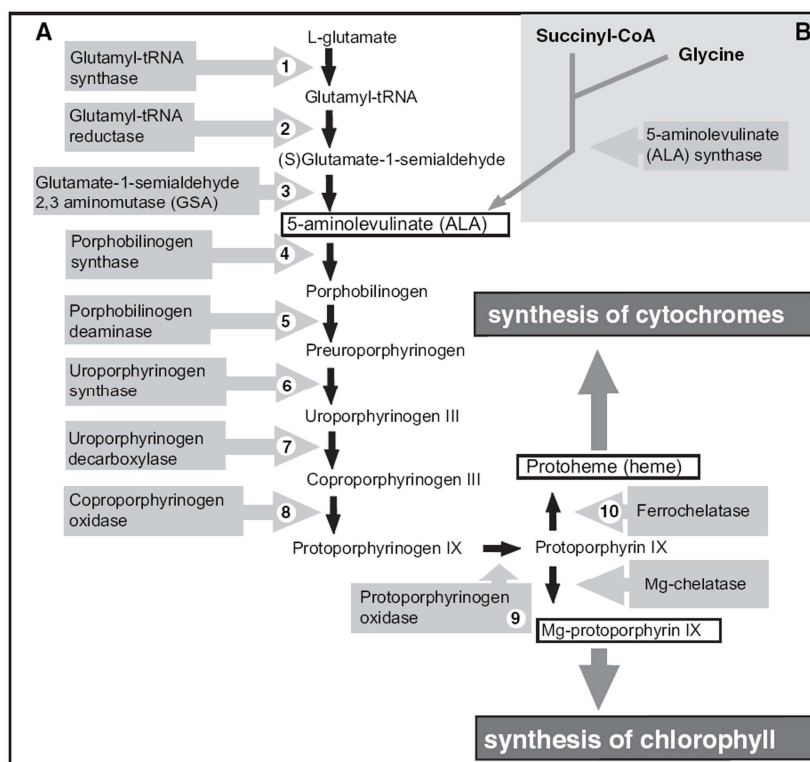 A
L-glutamate
Glutamyl-tRNA
synthase
1
Glutamyl-tRNA
Glutamyl-tRNA
reductase
2
(S)Glutamate-1-semialdehyde
Glutamate-1-semialdehyde
2,3 aminomutase (GSA)
3
5-aminolevulinate (ALA)
Porphobilinogen
synthase
4
Porphobilinogen
Porphobilinogen
deaminase
5
Preuroporphyrinogen
Uroporphyrinogen
synthase
6
Uroporphyrinogen III
Uroporphyrinogen
decarboxylase
7
Coproporphyrinogen III
Coproporphyrinogen
oxidase
8
Protoporphyrinogen IX
Protoporphyrinogen
oxidase
9
Protoporphyrin IX
B
Succinyl-CoA
Glycine
5-aminolevulinate
(ALA) synthase
synthesis of cytochromes
Protoheme (heme)
10
Ferrochelatase
Mg-chelatase
Mg-protoporphyrin IX
synthesis of chlorophyll